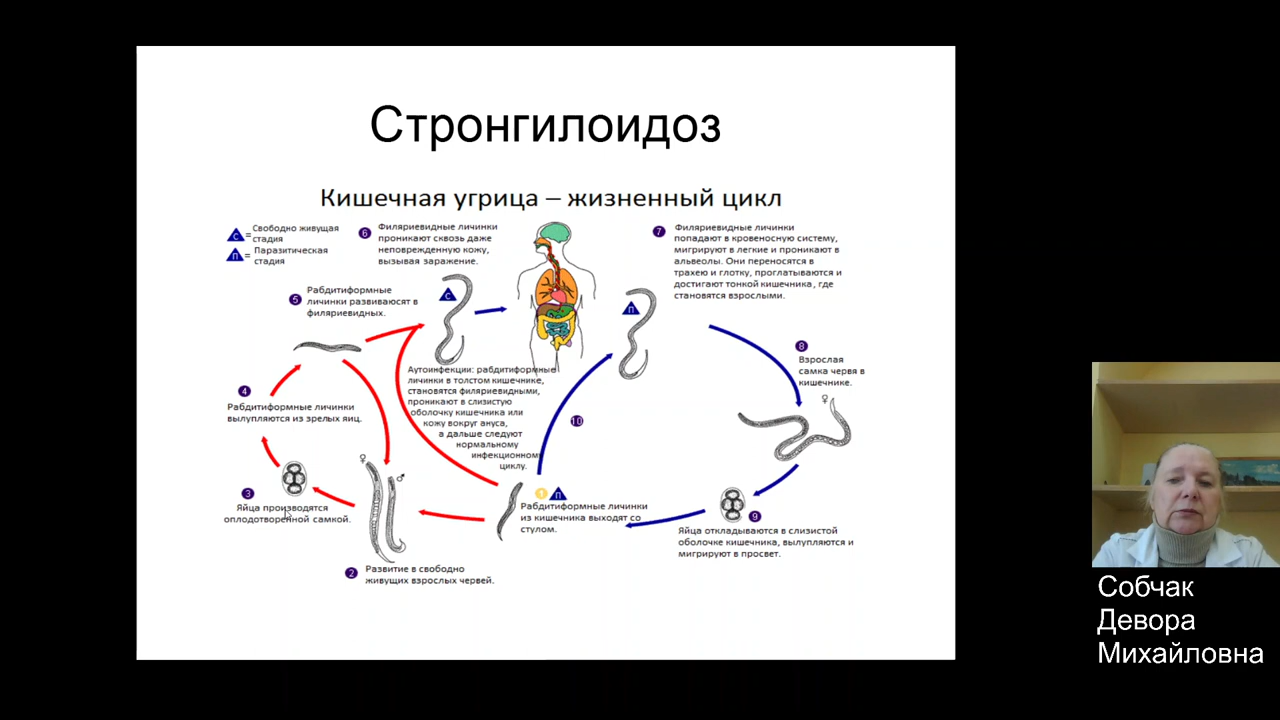 Стронгилоидоз
Кишечная угрица – жизненный цикл
С
=
Свободно живущая
стадия
П
=
Паразитическая
стадия
6
Филяриевидные личинки
проникают сквозь даже
неповрежденную кожу,
вызывая заражение.
7
Филяриевидные личинки
попадают в кровеносную систему,
мигрируют в легкие и проникают в
альвеолы. Они переносятся в
трахею и глотку, проглатываются и
достигают тонкой кишечника, где
становятся взрослыми.
5
Рабдитиформные
личинки развиваюсят в
филяриевидных.
С
П
8
Взрослая
самка червя в
кишечнике.
Аутоинфекции: рабдитиформные
личинки в толстом кишечнике,
становятся филяриевидными,
проникают в слизистую
оболочку кишечника или
кожу вокруг ануса,
а дальше следуют
нормальному
инфекционному
циклу.
4
Рабдитиформные личинки
вылупляются из зрелых яиц.
10
♀
♀
♂
3
Яйца производятся
оплодотворенной самкой.
1
П
Рабдитиформные личинки
из кишечника выходят со
стулом.
9
Яйца откладываются в слизистой
оболочке кишечника, вылупляются и
мигрируют в просвет.
2
Развитие в свободно
живущих взрослых червей.
Собчак
Девора
Михайловна